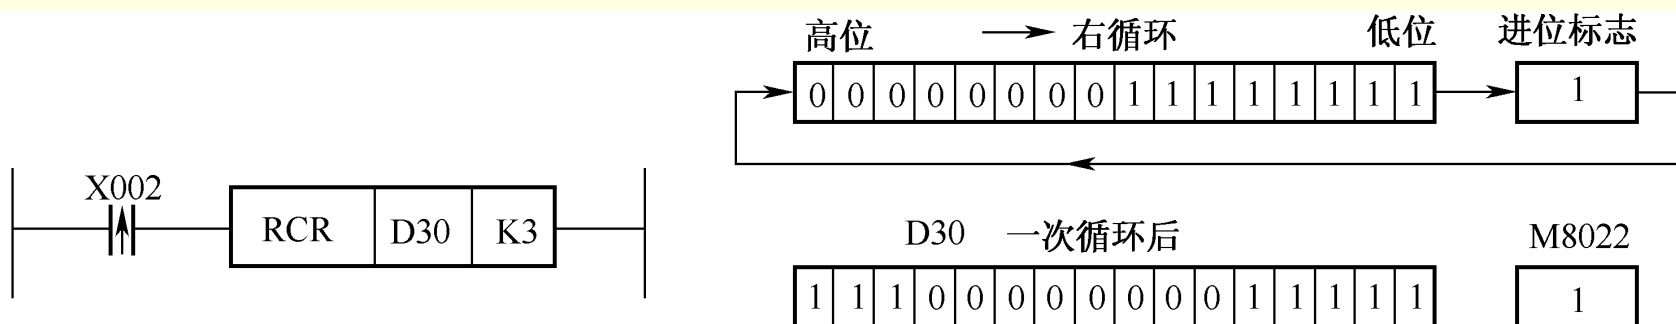 高位 → 右循环 低位 进位标志
0 0 0 0 0 0 0 0 1 1 1 1 1 1 1 1 1
X002
RCR D30 K3
D30 一次循环后 M8022
1 1 1 0 0 0 0 0 0 0 0 1 1 1 1 1 1